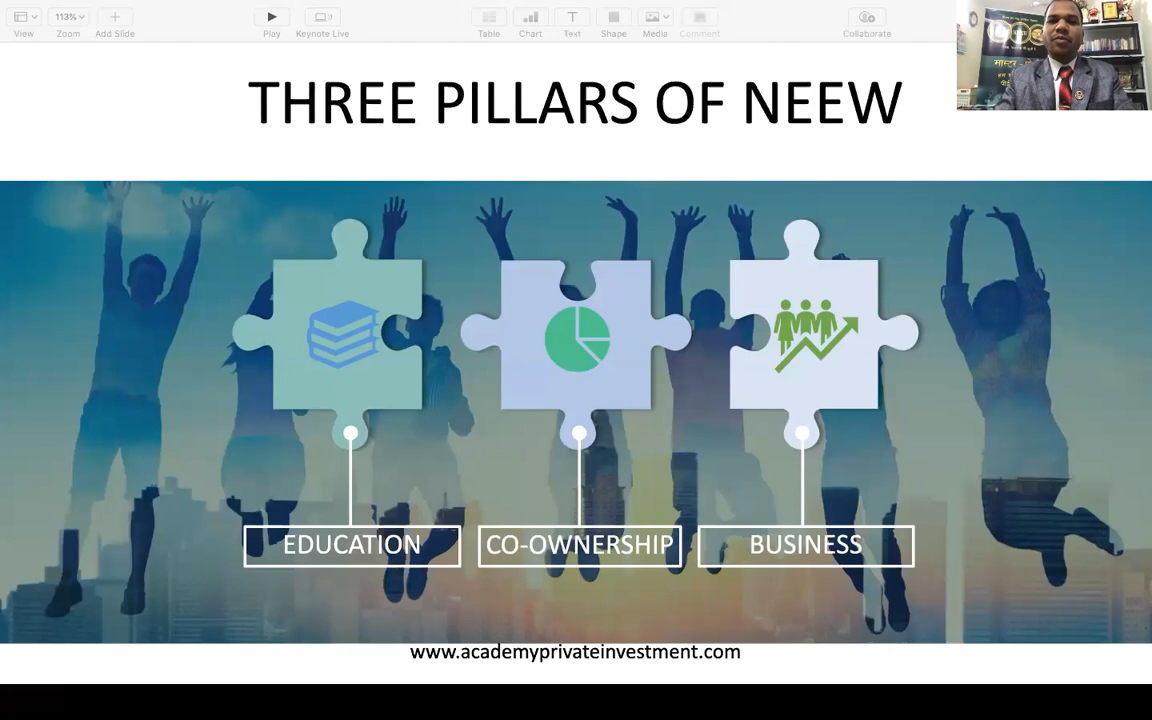 113%
View
Zoom
Add Slide
Play
Keynote Live
Table
Chart
Text
Shape
Media
Comment
Collaborate
THREE PILLARS OF NEEW
EDUCATION
CO-OWNERSHIP
BUSINESS
www.academyprivateinvestment.com